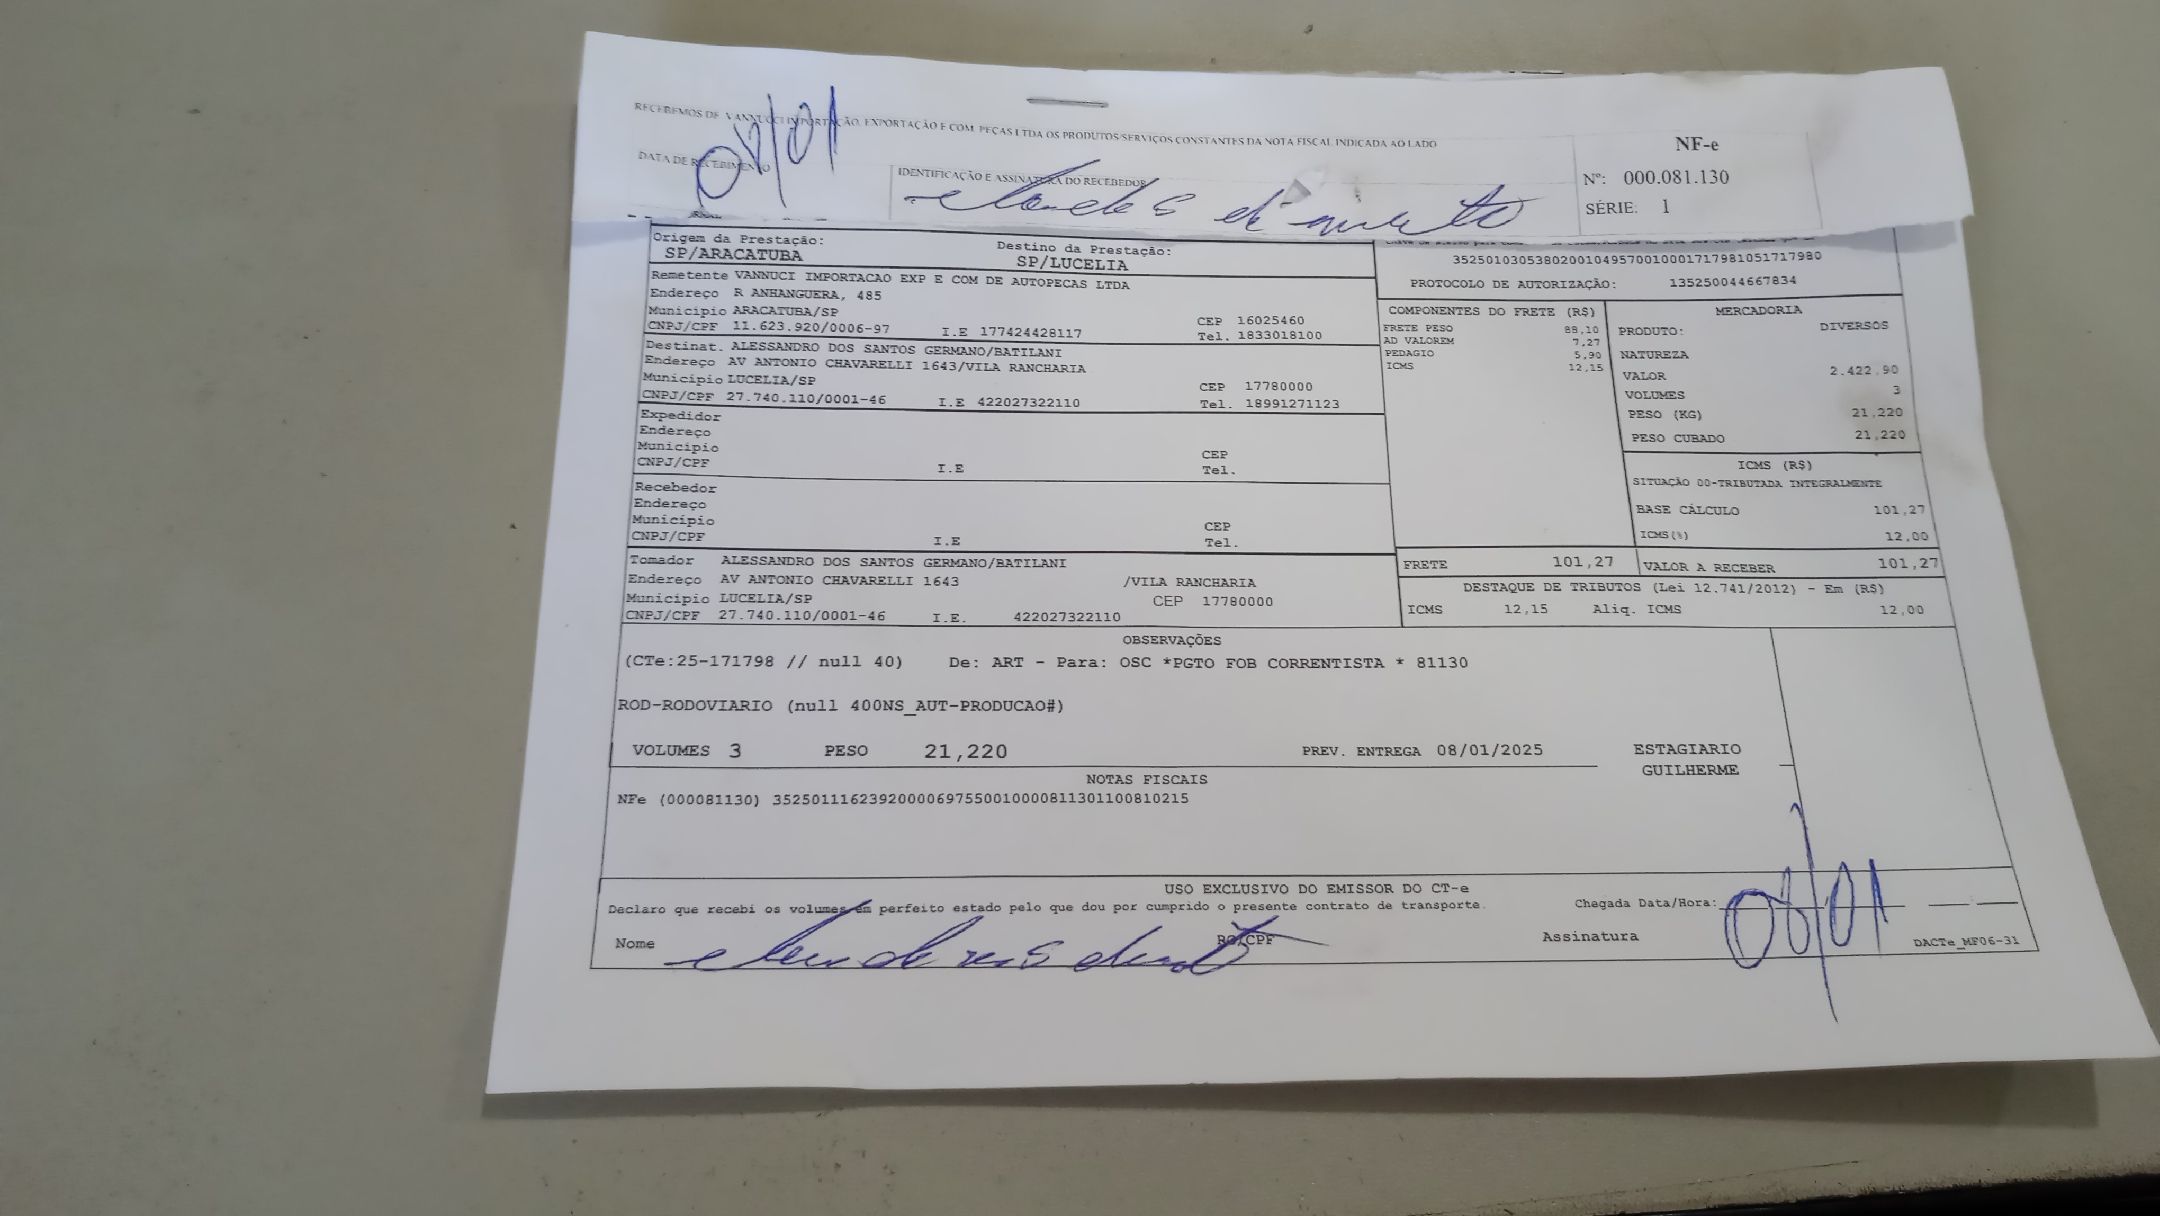 RECEBEMOS DE VANNUCCI IMPORTAÇÃO, EXPORTAÇÃO E COM PEÇAS LTDA OS PRODUTOS/SERVIÇOS CONSTANTES DA NOTA FISCAL INDICADA AO LADO
DATA DE RECEBIMENTO
IDENTIFICAÇÃO E ASSINATURA DO RECEBEDOR
NF-e
Nº: 000.081.130
SÉRIE: 1
Origem da Prestação:
SP/ARACATUBA
Destino da Prestação:
SP/LUCELIA
35250103053802001049570010001717981051717980
PROTOCOLO DE AUTORIZAÇÃO: 135250044667834
Remetente VANNUCI IMPORTACAO EXP E COM DE AUTOPECAS LTDA
Endereço R ANHANGUERA, 485
Município ARACATUBA/SP CEP 16025460
CNPJ/CPF 11.623.920/0006-97 I.E 177424428117 Tel. 1833018100
Destinat. ALESSANDRO DOS SANTOS GERMANO/BATILANI
Endereço AV ANTONIO CHAVARELLI 1643/VILA RANCHARIA
Município LUCELIA/SP CEP 17780000
CNPJ/CPF 27.740.110/0001-46 I.E 422027322110 Tel. 18991271123
Expedidor
Endereço
Município CEP
CNPJ/CPF I.E Tel.
Recebedor
Endereço
Município CEP
CNPJ/CPF I.E Tel.
Tomador ALESSANDRO DOS SANTOS GERMANO/BATILANI
Endereço AV ANTONIO CHAVARELLI 1643 /VILA RANCHARIA
Município LUCELIA/SP CEP 17780000
CNPJ/CPF 27.740.110/0001-46 I.E. 422027322110
COMPONENTES DO FRETE (R$)
FRETE PESO 88,10
AD VALOREM 7,27
PEDAGIO 5,90
ICMS 12,15
MERCADORIA
PRODUTO: DIVERSOS
NATUREZA
VALOR 2.422,90
VOLUMES 3
PESO (KG) 21,220
PESO CUBADO 21,220
ICMS (R$)
SITUAÇÃO 00-TRIBUTADA INTEGRALMENTE
BASE CÁLCULO 101,27
ICMS(%) 12,00
FRETE 101,27 VALOR A RECEBER 101,27
DESTAQUE DE TRIBUTOS (Lei 12.741/2012) - Em (R$)
ICMS 12,15 Aliq. ICMS 12,00
OBSERVAÇÕES
(CTe:25-171798 // null 40) De: ART - Para: OSC *PGTO FOB CORRENTISTA * 81130
ROD-RODOVIARIO (null 400NS_AUT-PRODUCAO#)
VOLUMES 3 PESO 21,220 PREV. ENTREGA 08/01/2025 ESTAGIARIO
GUILHERME
NOTAS FISCAIS
NFe (000081130) 35250111623920000697550010000811301100810215
USO EXCLUSIVO DO EMISSOR DO CT-e
Declaro que recebi os volumes em perfeito estado pelo que dou por cumprido o presente contrato de transporte. Chegada Data/Hora: 08/01
Nome RG/CPF Assinatura DACTe_MF06-31